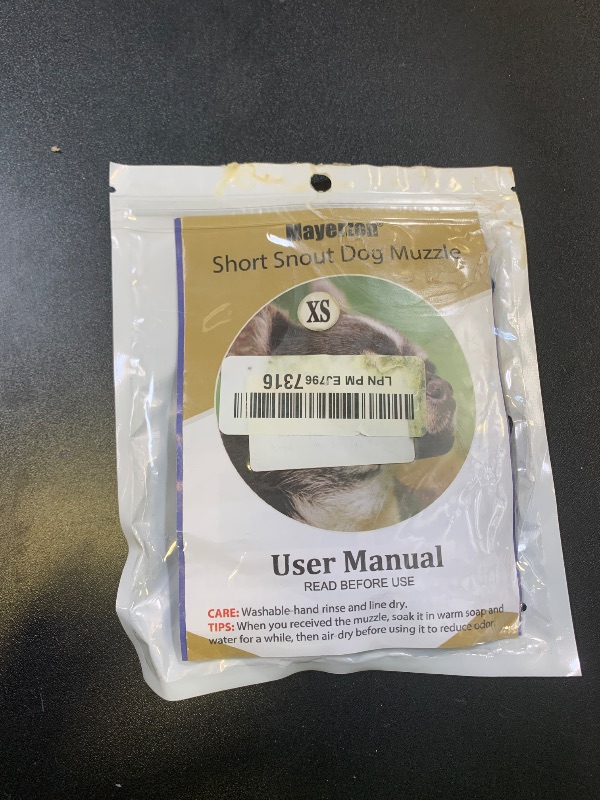 Mayerzon®
Short Snout Dog Muzzle
XS
LPN PM EJ796 7316
User Manual
READ BEFORE USE
CARE: Washable-hand rinse and line dry.
TIPS: When you received the muzzle, soak it in warm soap and
water for a while, then air-dry before using it to reduce odor.